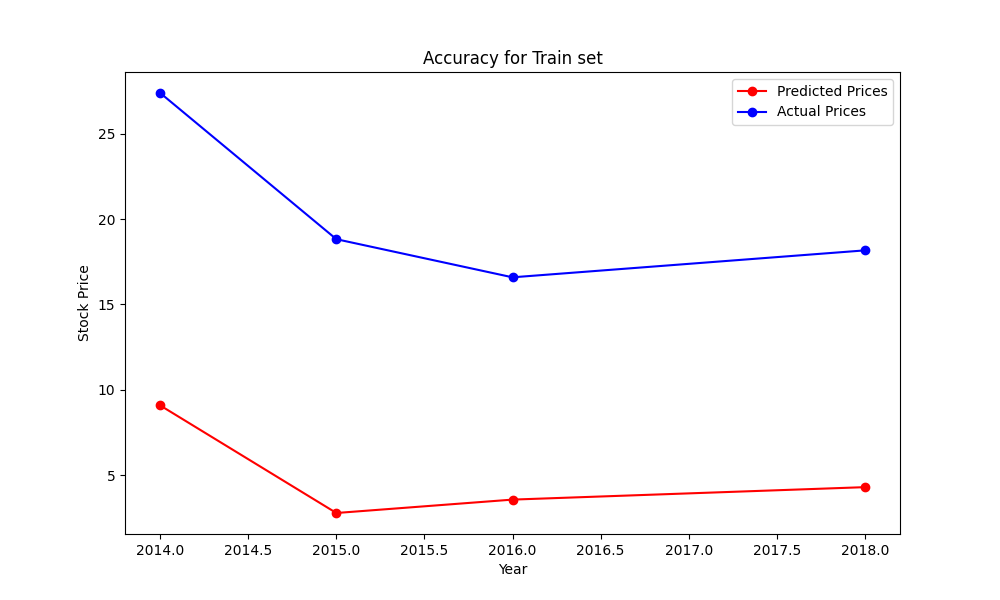 Accuracy for Train set
Predicted Prices
Actual Prices
25
20
15
10
5
Stock Price
2014.0 2014.5 2015.0 2015.5 2016.0 2016.5 2017.0 2017.5 2018.0
Year